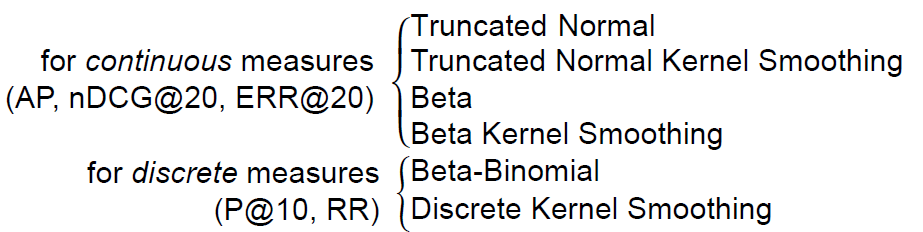 for continuous measures
(AP, nDCG@20, ERR@20)
Truncated Normal
Truncated Normal Kernel Smoothing
Beta
Beta Kernel Smoothing
for discrete measures
(P@10, RR)
Beta-Binomial
Discrete Kernel Smoothing